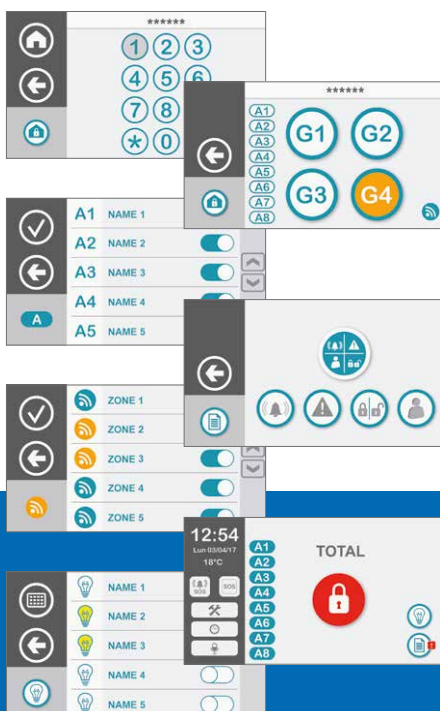 ******
1 2 3
4 5 6
7 8
* 0
******
A1
A2
A3
A4
A5
A6
A7
A8
G1 G2
G3 G4
A1 NAME 1
A2 NAME 2
A3 NAME 3
A4 NAME 4
A5 NAME 5
A
ZONE 1
ZONE 2
ZONE 3
ZONE 4
ZONE 5
12:54
Lun 03/04/17
18°C
SOS SOS
A1
A2
A3
A4
A5
A6
A7
A8
TOTAL
NAME 1
NAME 2
NAME 3
NAME 4
NAME 5